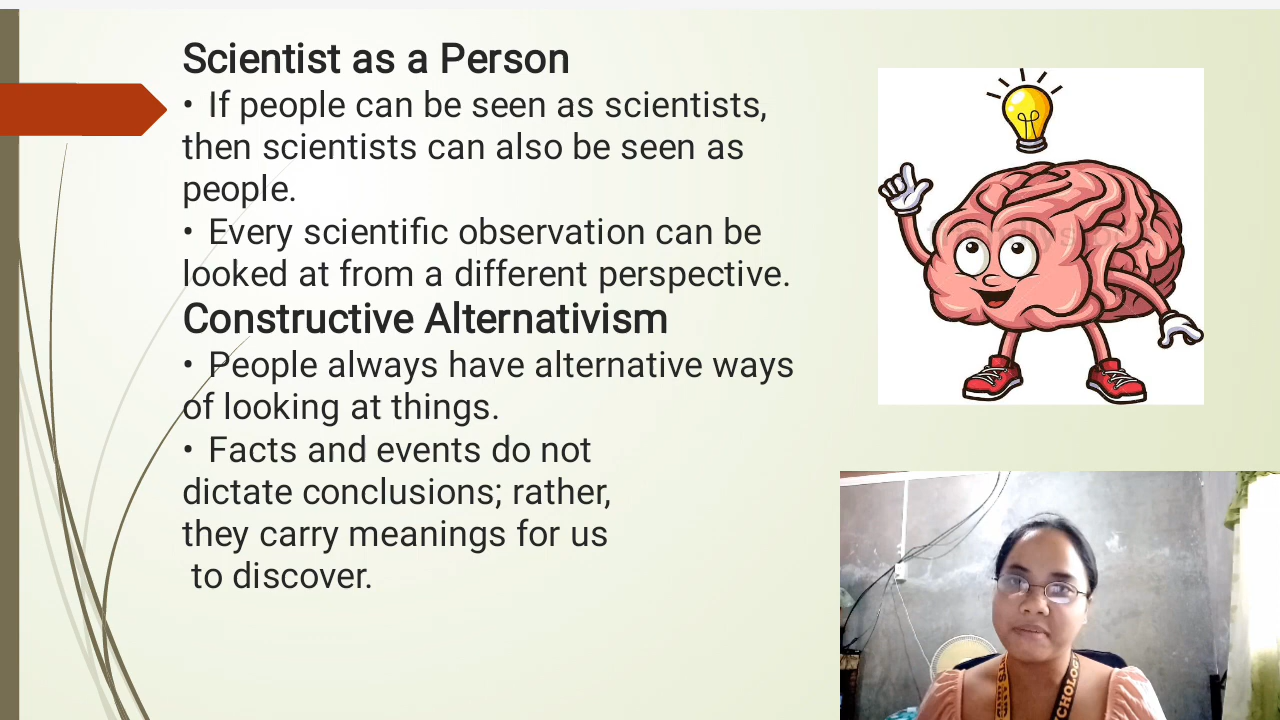 Scientist as a Person
• If people can be seen as scientists,
then scientists can also be seen as
people.
• Every scientific observation can be
looked at from a different perspective.
Constructive Alternativism
• People always have alternative ways
of looking at things.
• Facts and events do not
dictate conclusions; rather,
they carry meanings for us
to discover.